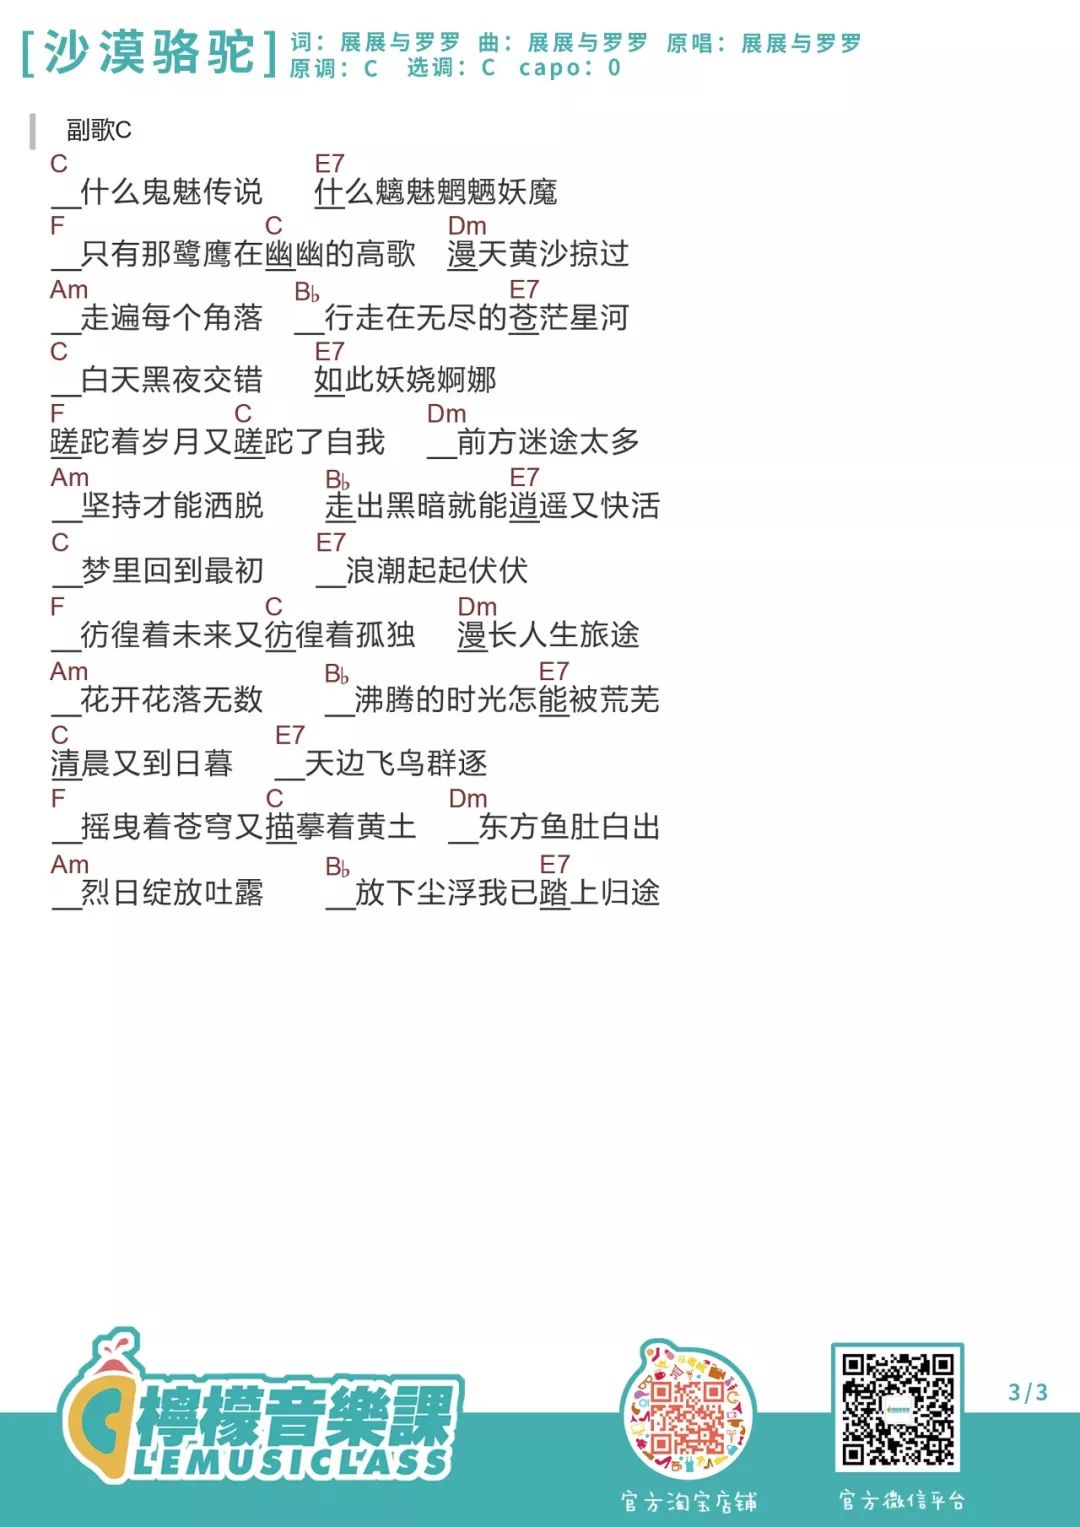 [沙漠骆驼]
词：展展与罗罗 曲：展展与罗罗 原唱：展展与罗罗
原调：C 选调：C capo：0
副歌C
C E7
__什么鬼魅传说 什么魑魅魍魉妖魔
F C Dm
__只有那鹭鹰在幽幽的高歌 漫天黄沙掠过
Am B♭ E7
__走遍每个角落 __行走在无尽的苍茫星河
C E7
__白天黑夜交错 如此妖娆婀娜
F C Dm
蹉跎着岁月又蹉跎了自我 __前方迷途太多
Am B♭ E7
__坚持才能洒脱 走出黑暗就能逍遥又快活
C E7
__梦里回到最初 __浪潮起起伏伏
F C Dm
__彷徨着未来又彷徨着孤独 漫长人生旅途
Am B♭ E7
__花开花落无数 __沸腾的时光怎能被荒芜
C E7
清晨又到日暮 __天边飞鸟群逐
F C Dm
__摇曳着苍穹又描摹着黄土 __东方鱼肚白出
Am B♭ E7
__烈日绽放吐露 __放下尘浮我已踏上归途
3/3
檸檬音樂課
LEMUSICLASS
官方淘宝店铺
官方微信平台